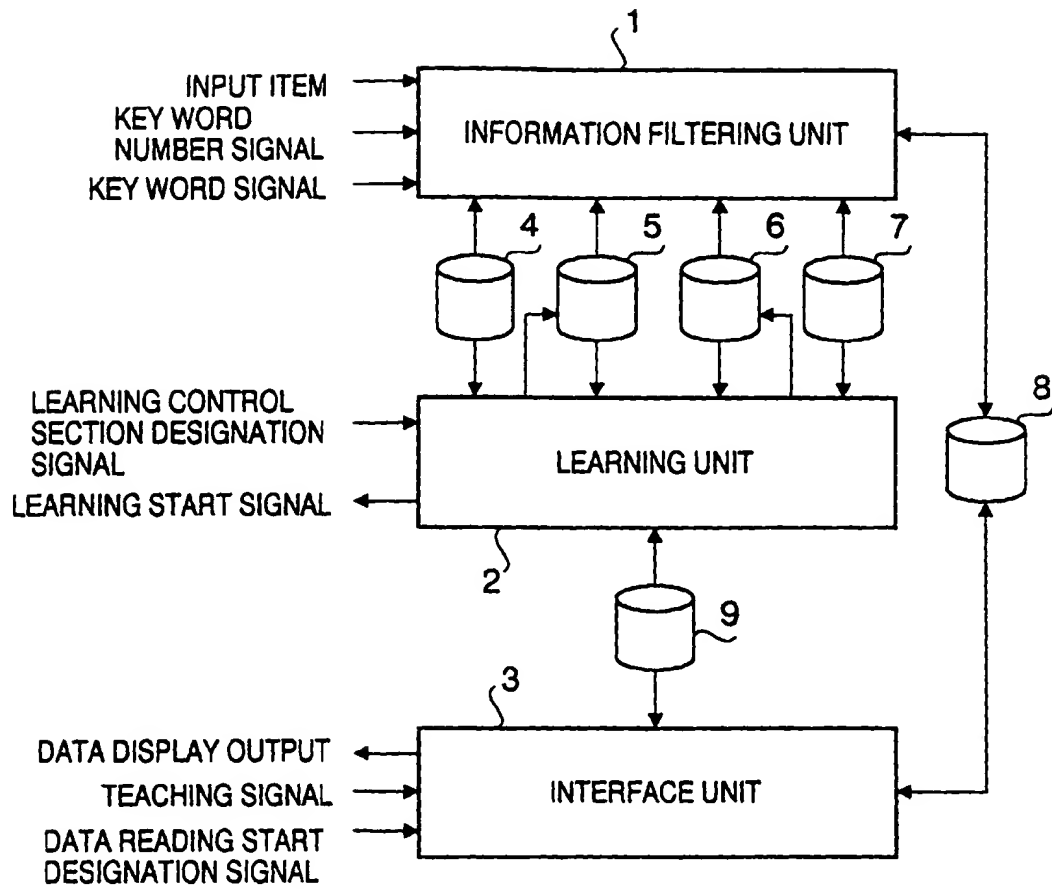 1
INPUT ITEM
KEY WORD
NUMBER SIGNAL
KEY WORD SIGNAL
INFORMATION FILTERING UNIT
4
5
6
7
8
LEARNING CONTROL
SECTION DESIGNATION
SIGNAL
LEARNING START SIGNAL
LEARNING UNIT
2
9
3
DATA DISPLAY OUTPUT
TEACHING SIGNAL
DATA READING START
DESIGNATION SIGNAL
INTERFACE UNIT